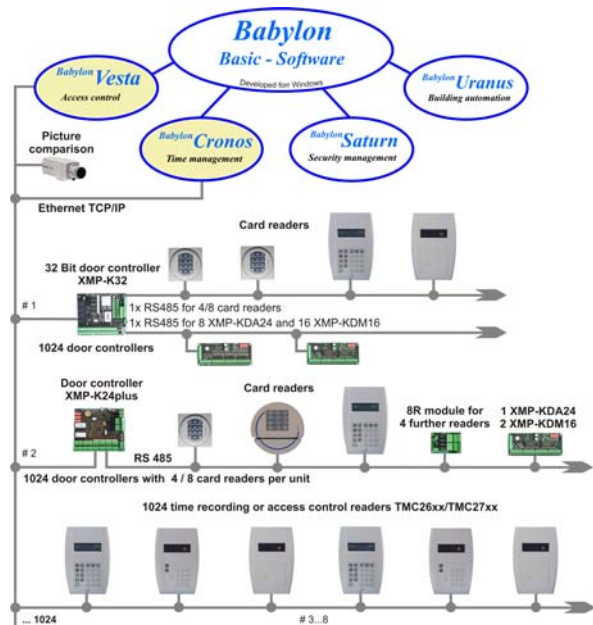 Babylon
Basic - Software
Developed forr Windows
Babylon Vesta
Access control
Babylon Uranus
Building automation
Babylon Cronos
Time management
Babylon Saturn
Security management
Picture
comparison
Ethernet TCP/IP
Card readers
32 Bit door controller
XMP-K32
# 1
1x RS485 for 4/8 card readers
1x RS485 for 8 XMP-KDA24 and 16 XMP-KDM16
1024 door controllers
Door controller
XMP-K24plus
Card readers
8R module for
4 further readers
1 XMP-KDA24
2 XMP-KDM16
# 2
RS 485
1024 door controllers with 4 / 8 card readers per unit
1024 time recording or access control readers TMC26xx/TMC27xx
... 1024
# 3...8